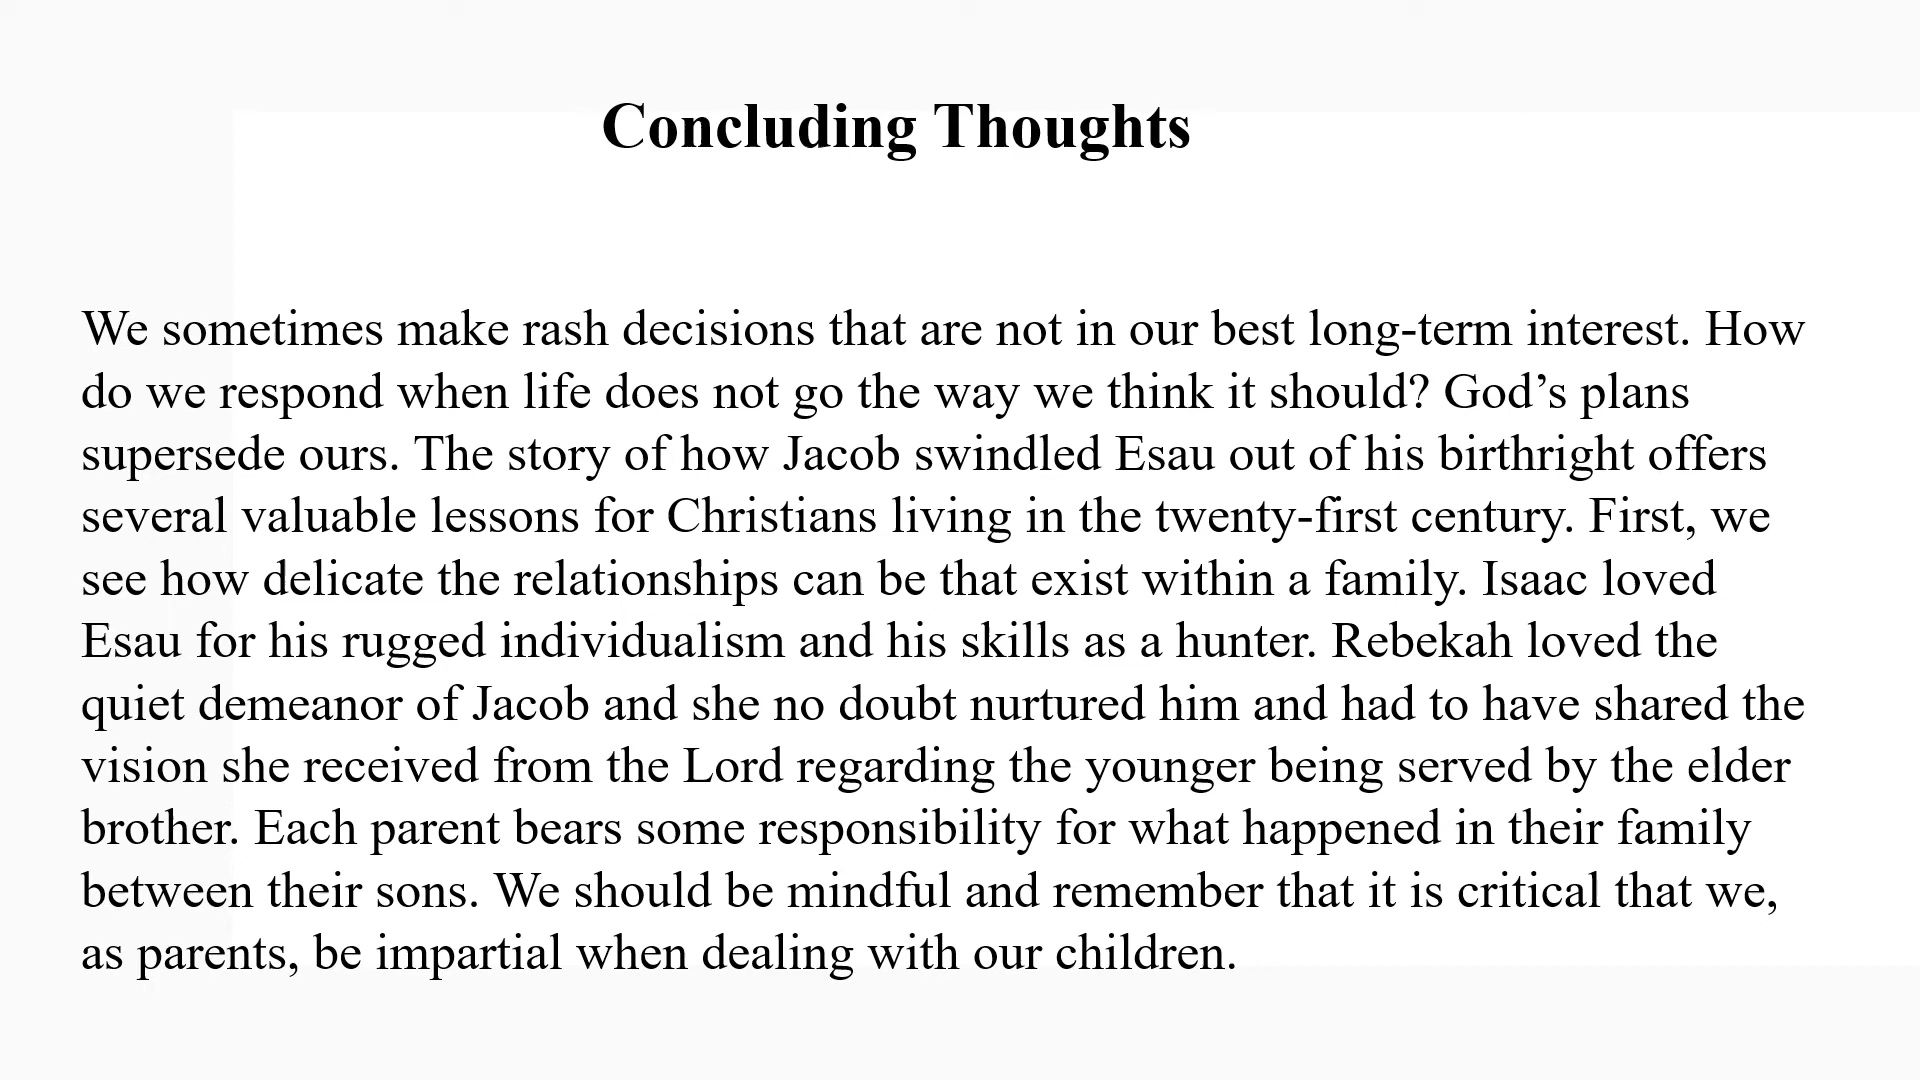 Concluding Thoughts
We sometimes make rash decisions that are not in our best long-term interest. How
do we respond when life does not go the way we think it should? God’s plans
supersede ours. The story of how Jacob swindled Esau out of his birthright offers
several valuable lessons for Christians living in the twenty-first century. First, we
see how delicate the relationships can be that exist within a family. Isaac loved
Esau for his rugged individualism and his skills as a hunter. Rebekah loved the
quiet demeanor of Jacob and she no doubt nurtured him and had to have shared the
vision she received from the Lord regarding the younger being served by the elder
brother. Each parent bears some responsibility for what happened in their family
between their sons. We should be mindful and remember that it is critical that we,
as parents, be impartial when dealing with our children.